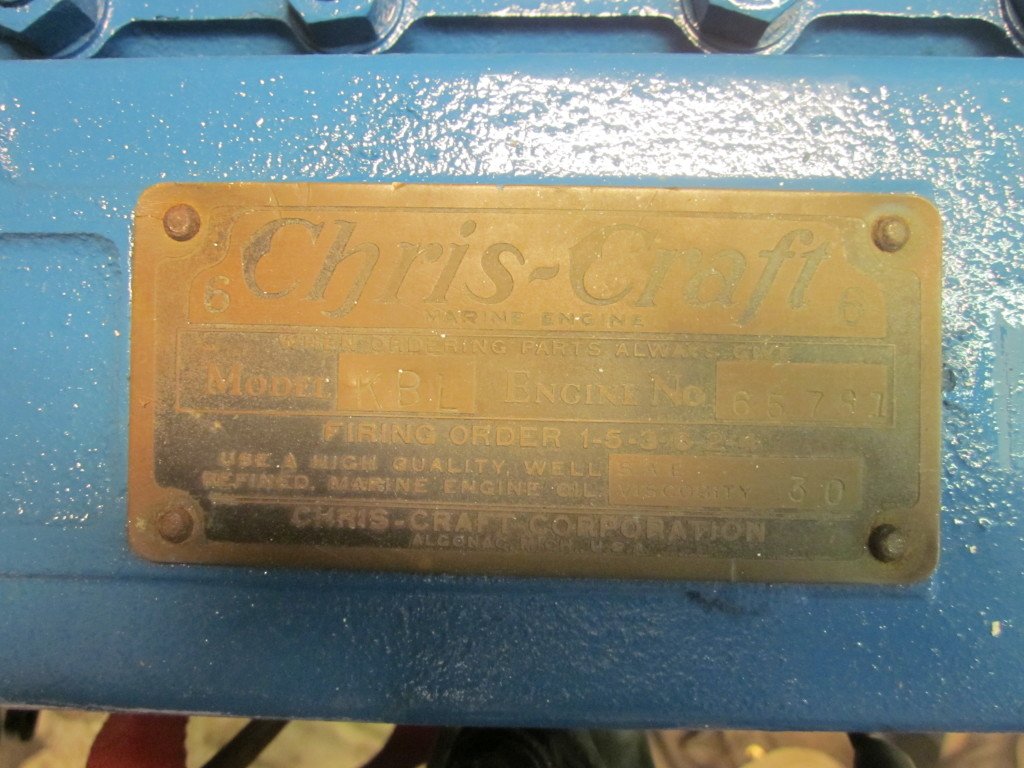 Chris-Craft
6 6
MARINE ENGINE
WHEN ORDERING PARTS ALWAYS GIVE
MODEL KBL ENGINE NO 65781
FIRING ORDER 1-5-3-6-2-4
USE A HIGH QUALITY, WELL S A E
REFINED, MARINE ENGINE OIL. VISCOSITY 30
CHRIS-CRAFT CORPORATION
ALGONAC, MICH., U.S.A.